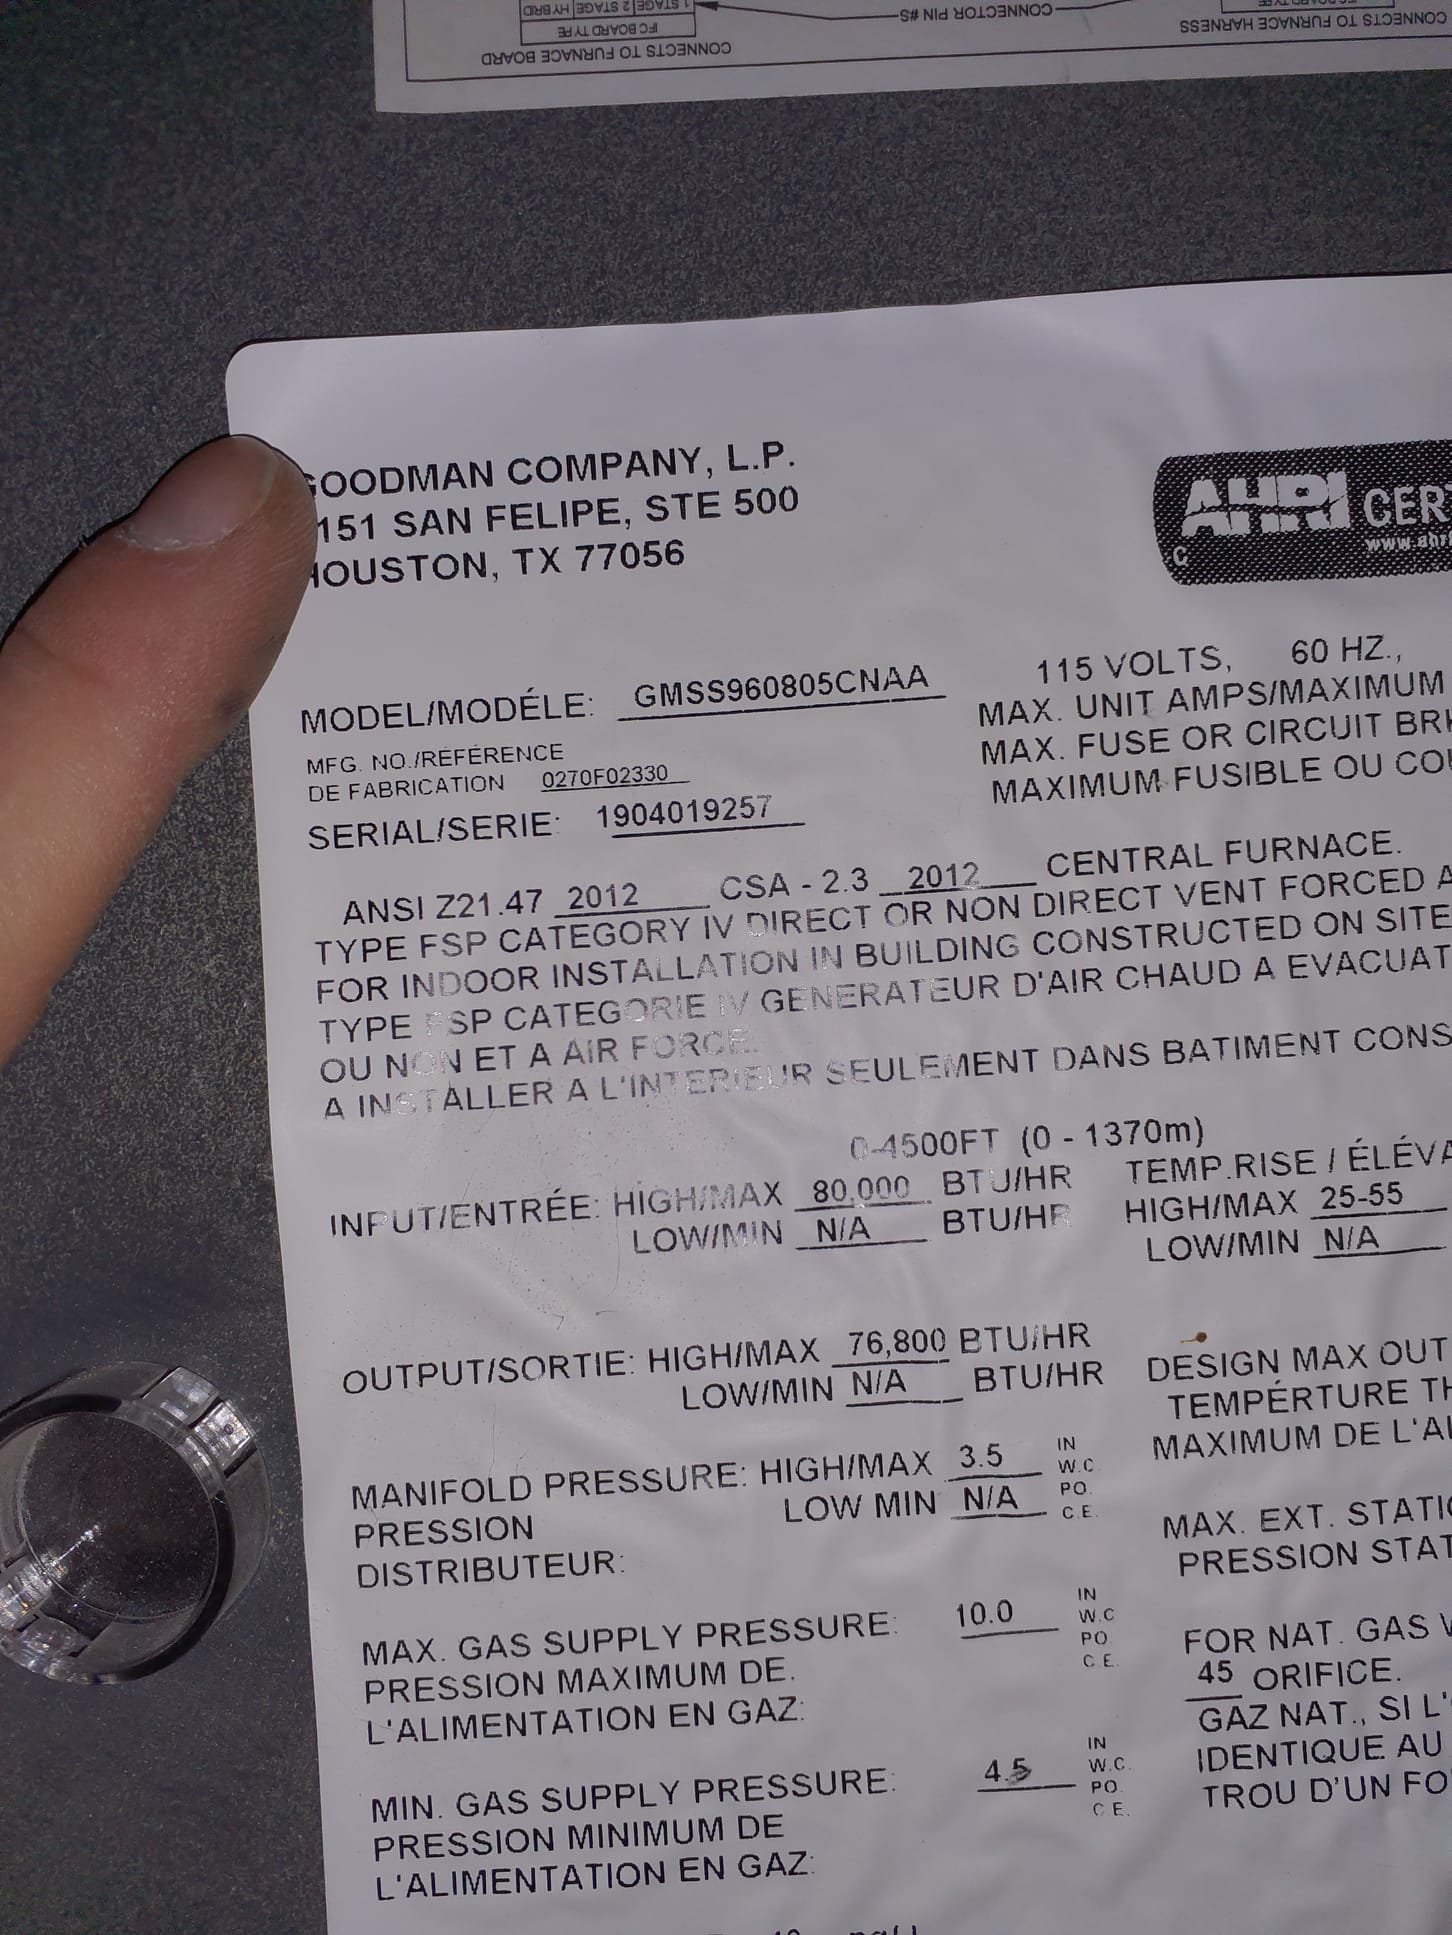 1 STAGE 2 STAGE HYBRD
FC BOARD TYPE
CONNECTS TO FURNACE BOARD
CONNECTOR PIN #S
CONNECTS TO FURNACE HARNESS
OODMAN COMPANY, L.P.
151 SAN FELIPE, STE 500
OUSTON, TX 77056
AHRI CER
www.ahr
C
MODEL/MODÉLE: GMSS960805CNAA
MFG. NO./RÉFÉRENCE
DE FABRICATION 0270F02330
SERIAL/SERIE: 1904019257
115 VOLTS, 60 HZ.,
MAX. UNIT AMPS/MAXIMUM
MAX. FUSE OR CIRCUIT BR
MAXIMUM FUSIBLE OU CO
ANSI Z21.47 2012 CSA - 2.3 2012 CENTRAL FURNACE.
TYPE FSP CATEGORY IV DIRECT OR NON DIRECT VENT FORCED A
FOR INDOOR INSTALLATION IN BUILDING CONSTRUCTED ON SITE
TYPE FSP CATEGORIE IV GENERATEUR D'AIR CHAUD A EVACUAT
OU NON ET A AIR FORCE.
A INSTALLER A L'INTERIEUR SEULEMENT DANS BATIMENT CONS
0-4500FT (0 - 1370m)
INPUT/ENTRÉE: HIGH/MAX 80,000 BTU/HR
LOW/MIN N/A BTU/HR
TEMP.RISE / ÉLÉVA
HIGH/MAX 25-55
LOW/MIN N/A
OUTPUT/SORTIE: HIGH/MAX 76,800 BTU/HR
LOW/MIN N/A BTU/HR
DESIGN MAX OUT
TEMPÉRTURE TH
MAXIMUM DE L'AI
MANIFOLD PRESSURE: HIGH/MAX 3.5 IN W.C
PRESSION LOW MIN N/A PO. C.E.
DISTRIBUTEUR:
MAX. EXT. STATI
PRESSION STAT
MAX. GAS SUPPLY PRESSURE: 10.0 IN W.C
PRESSION MAXIMUM DE. PO C.E.
L'ALIMENTATION EN GAZ:
FOR NAT. GAS
45 ORIFICE.
GAZ NAT., SI L'
IDENTIQUE AU
TROU D'UN FO
MIN. GAS SUPPLY PRESSURE: 4.5 IN W.C.
PRESSION MINIMUM DE PO C E.
L'ALIMENTATION EN GAZ: